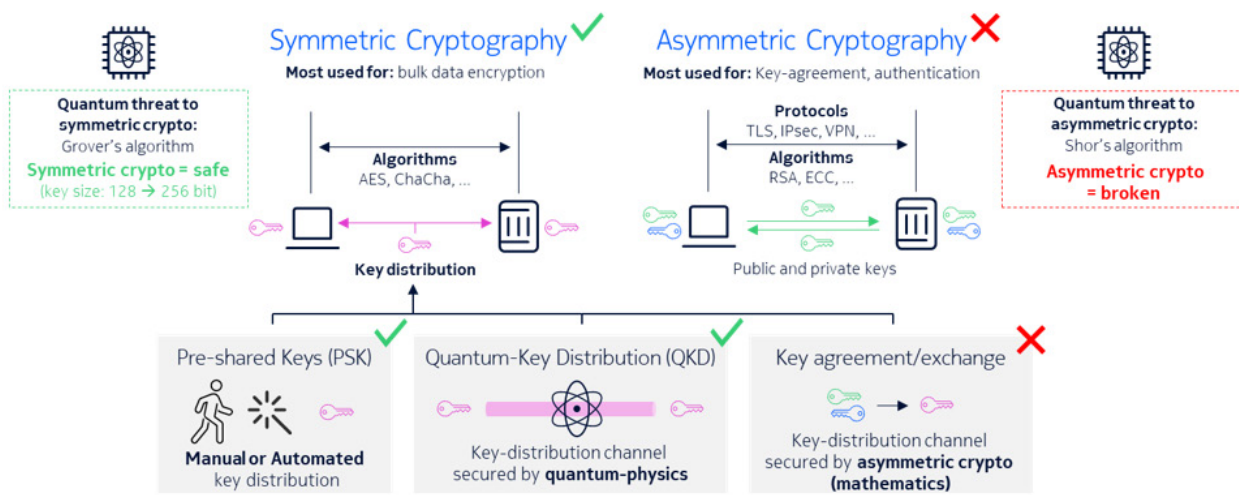 Symmetric Cryptography
Most used for: bulk data encryption
Asymmetric Cryptography
Most used for: Key-agreement, authentication
Quantum threat to
symmetric crypto:
Grover's algorithm
Symmetric crypto = safe
(key size: 128 → 256 bit)
Algorithms
AES, ChaCha, ...
Key distribution
Protocols
TLS, IPsec, VPN, ...
Algorithms
RSA, ECC, ...
Public and private keys
Quantum threat to
asymmetric crypto:
Shor's algorithm
Asymmetric crypto
= broken
Pre-shared Keys (PSK)
Manual or Automated
key distribution
Quantum-Key Distribution (QKD)
Key-distribution channel
secured by quantum-physics
Key agreement/exchange
Key-distribution channel
secured by asymmetric crypto
(mathematics)